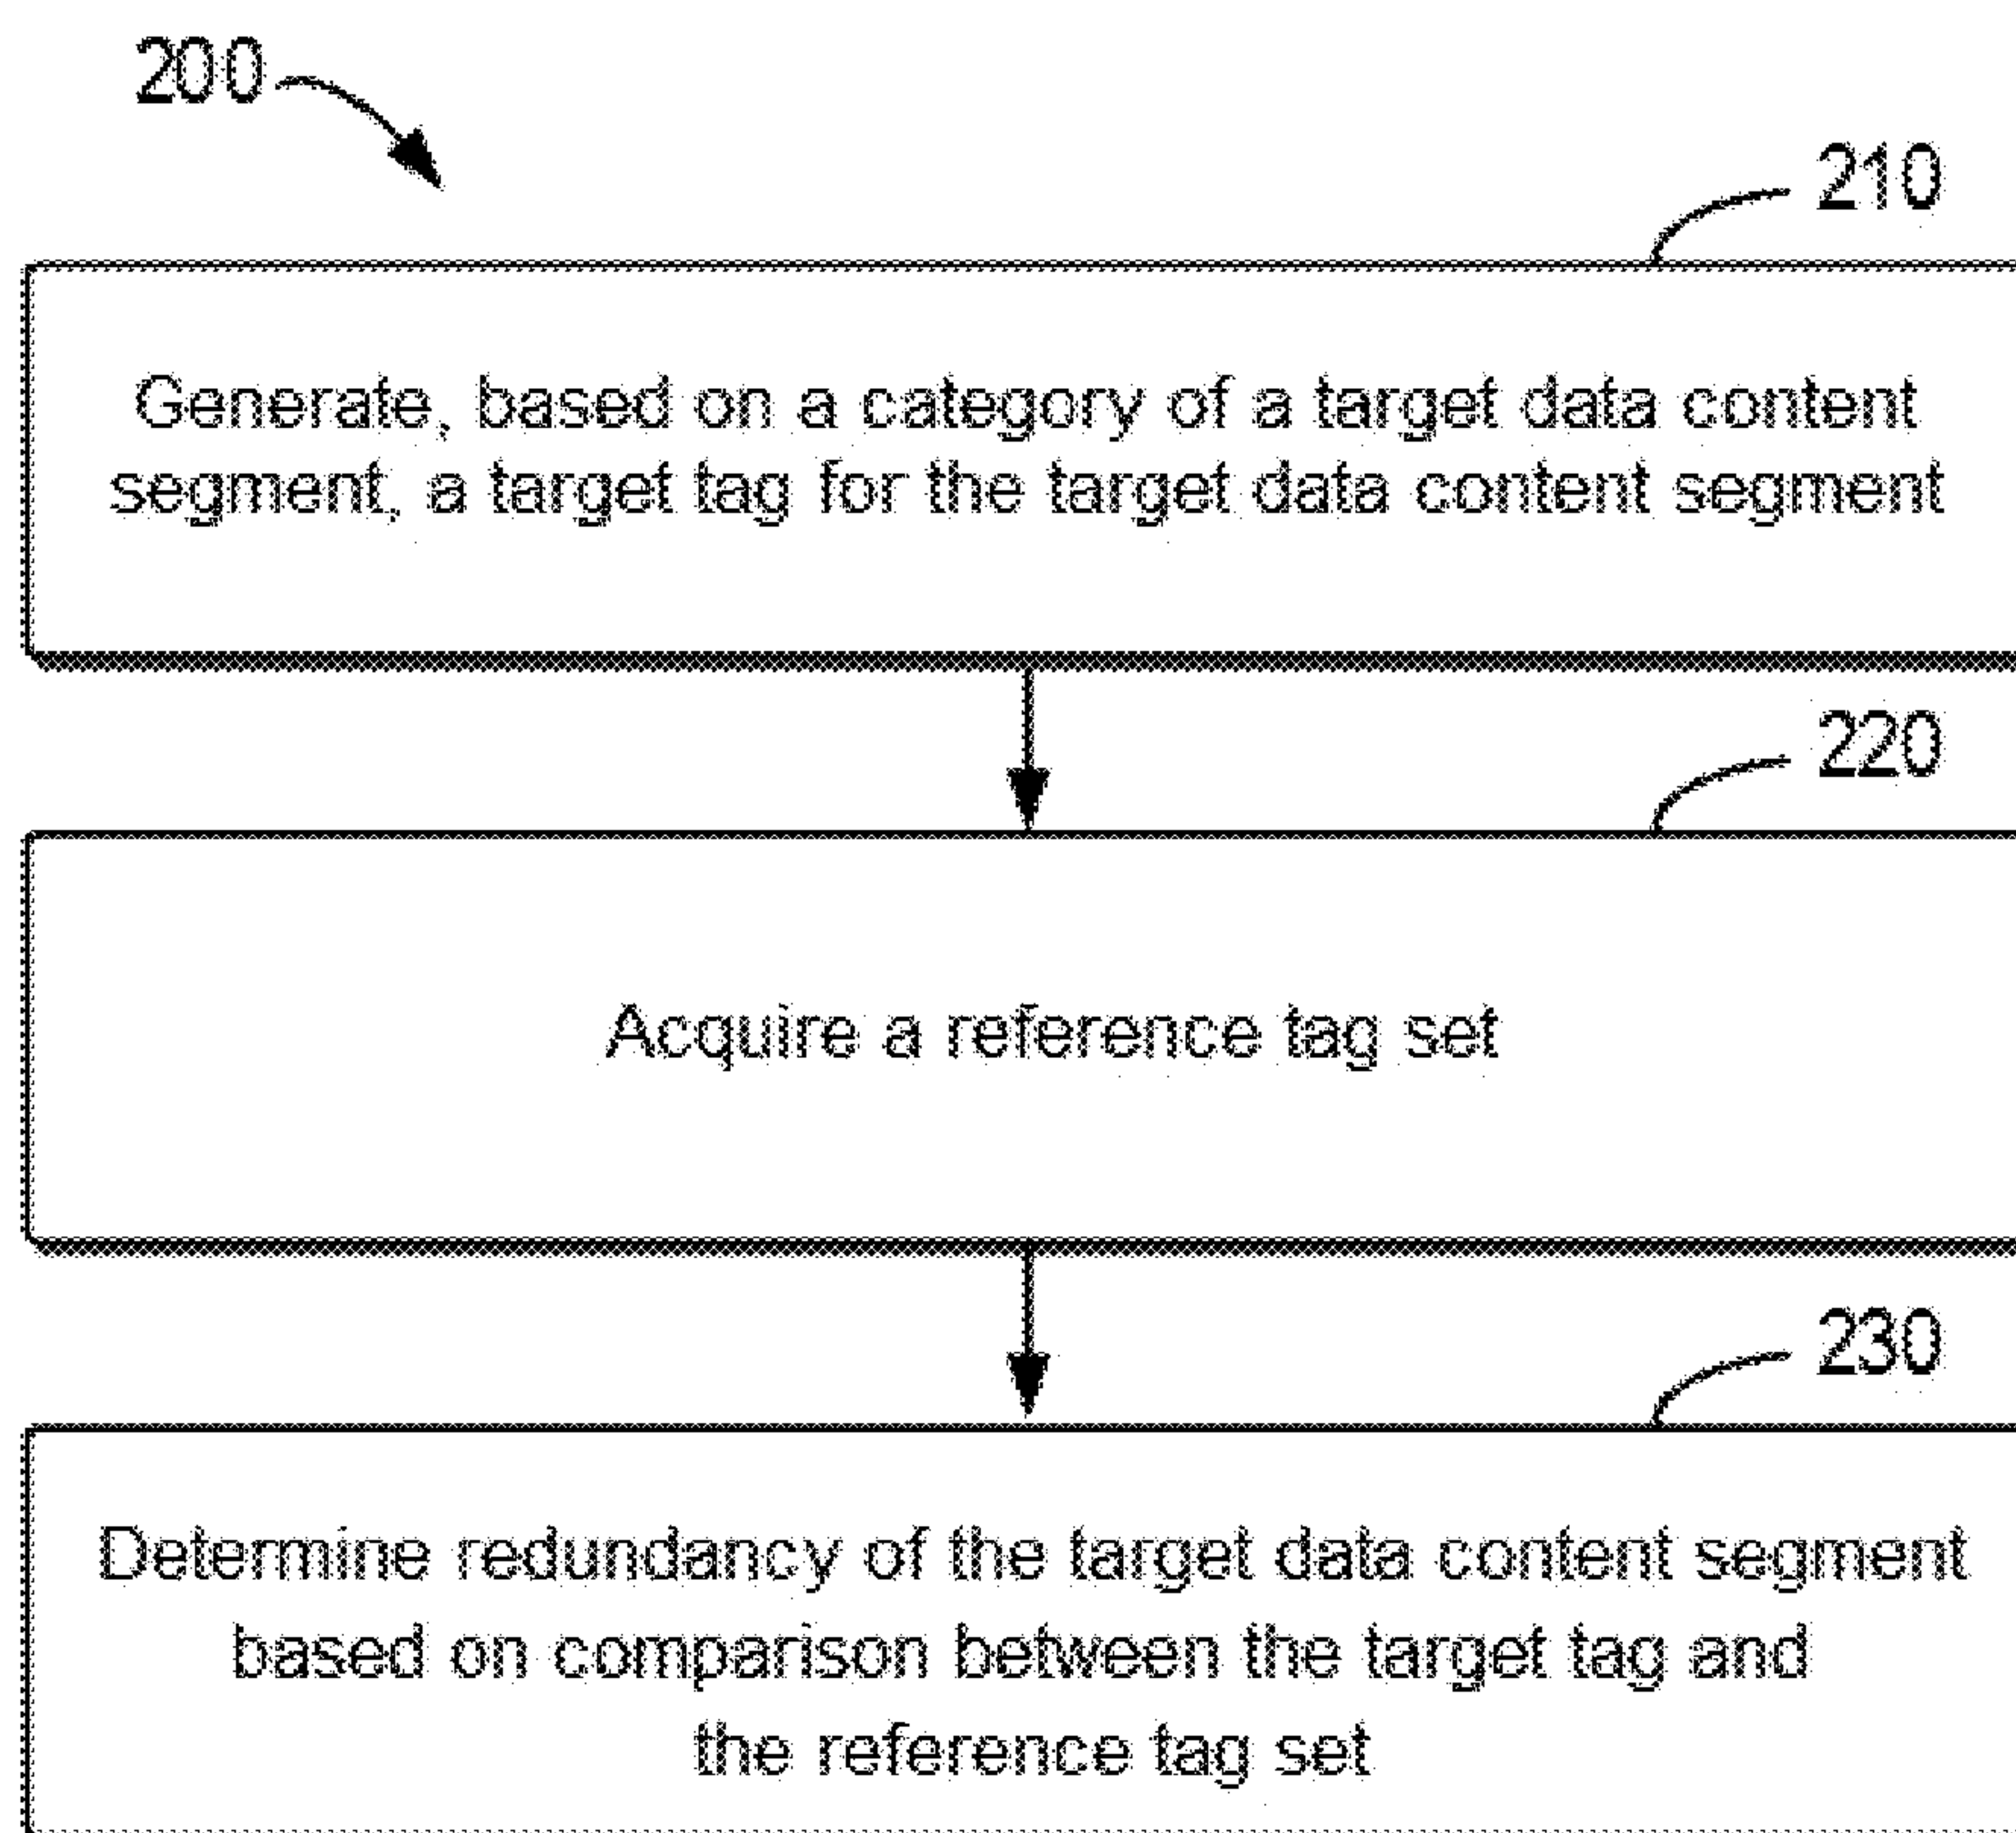 200
210
Generate, based on a category of a target data content
segment, a target tag for the target data content segment
220
Acquire a reference tag set
230
Determine redundancy of the target data content segment
based on comparison between the target tag and
the reference tag set